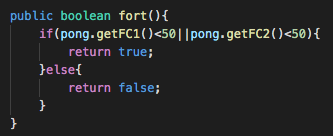 public boolean fort(){
    if(pong.getFC1()<50||pong.getFC2()<50){
        return true;
    }else{
        return false;
    }
}